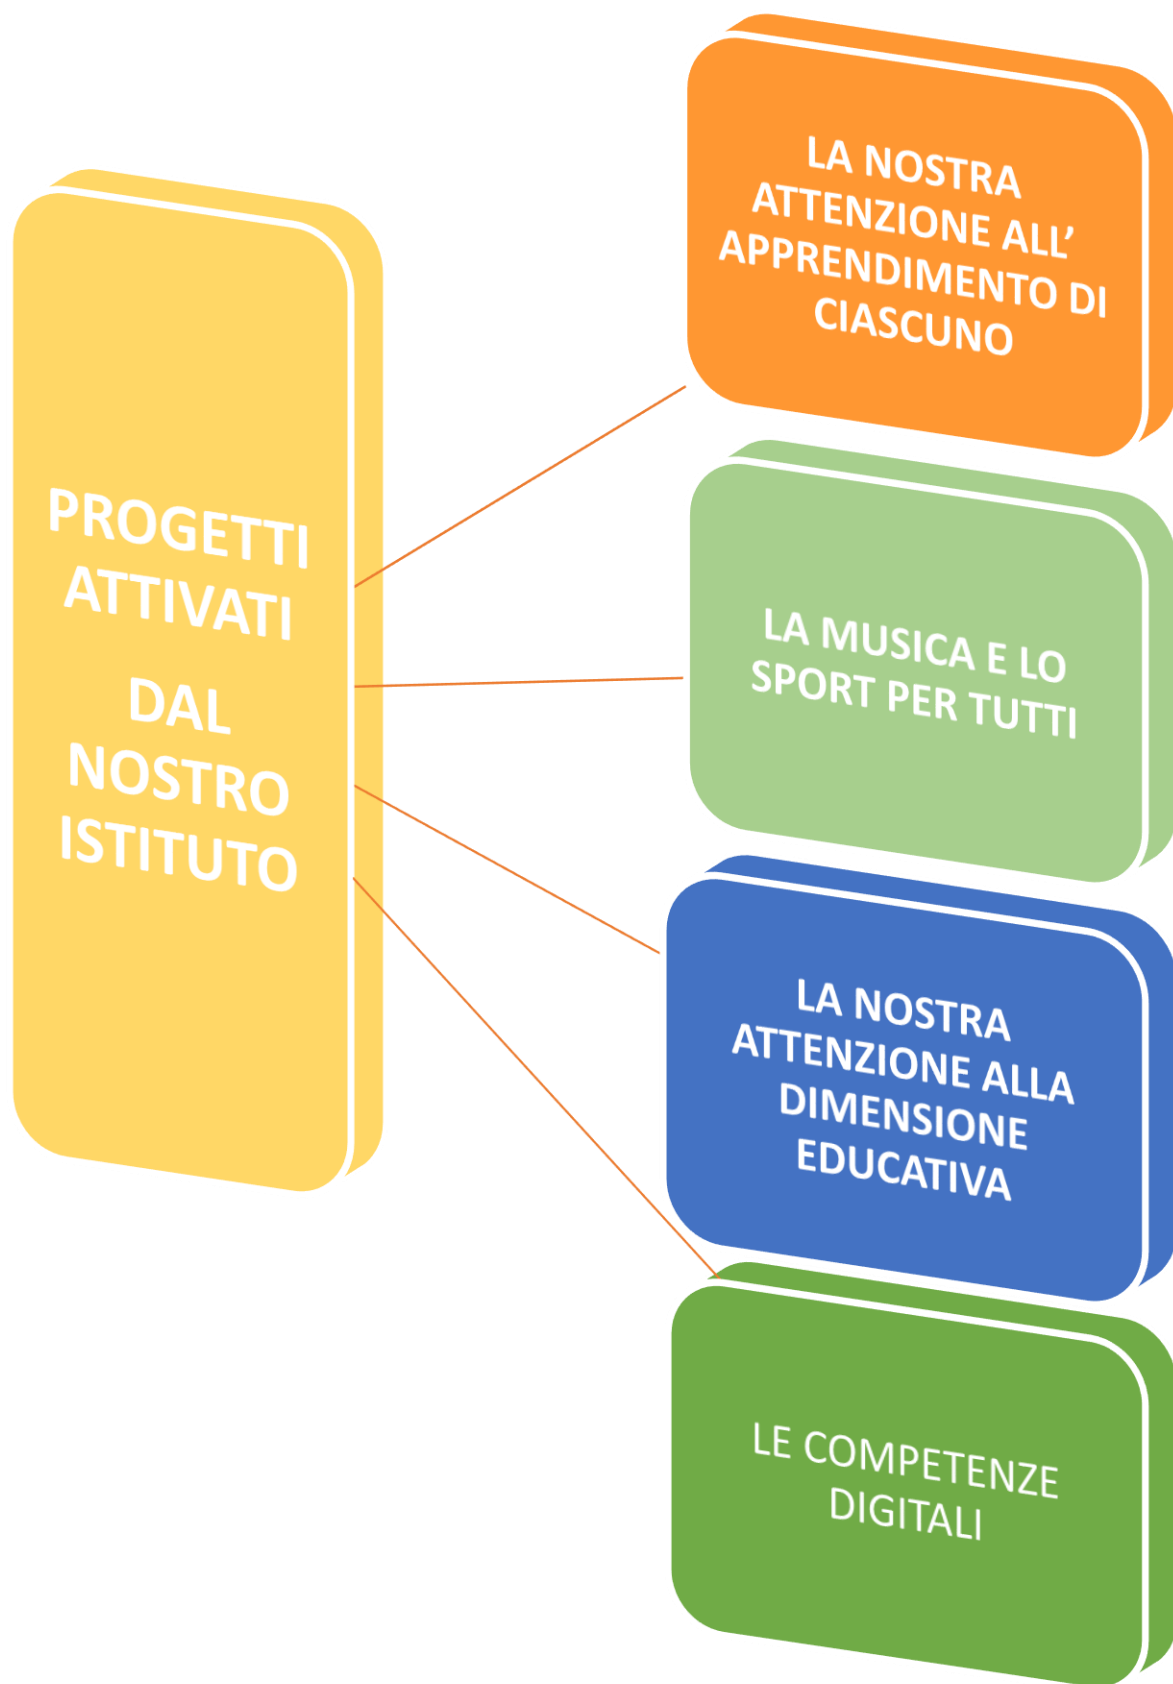 PROGETTI
ATTIVATI
DAL
NOSTRO
ISTITUTO
LA NOSTRA
ATTENZIONE ALL’
APPRENDIMENTO DI
CIASCUNO
LA MUSICA E LO
SPORT PER TUTTI
LA NOSTRA
ATTENZIONE ALLA
DIMENSIONE
EDUCATIVA
LE COMPETENZE
DIGITALI